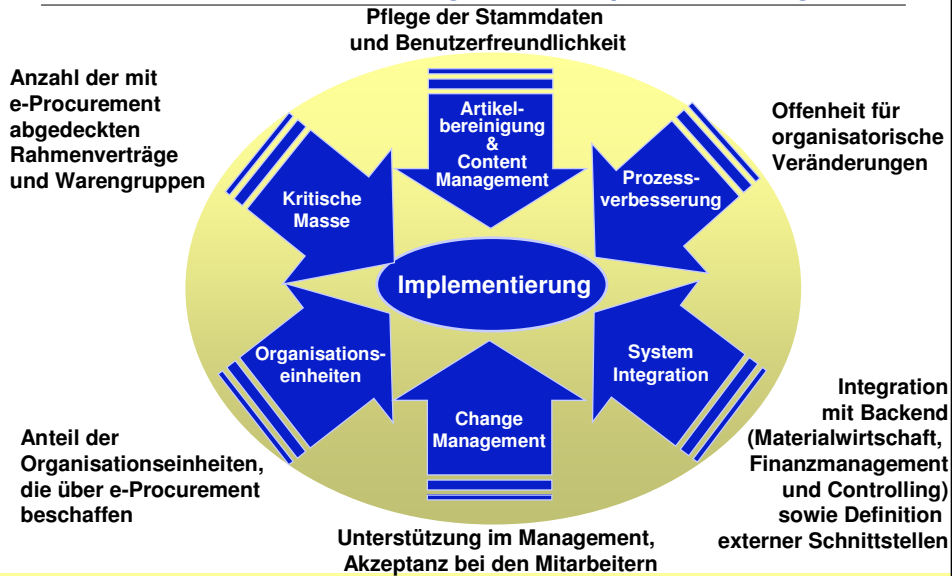 Pflege der Stammdaten
und Benutzerfreundlichkeit
Anzahl der mit
e-Procurement
abgedeckten
Rahmenverträge
und Warengruppen
Artikel-
bereinigung
&
Content
Management
Offenheit für
organisatorische
Veränderungen
Kritische
Masse
Prozess-
verbesserung
Implementierung
Organisations-
einheiten
System
Integration
Change
Management
Anteil der
Organisationseinheiten,
die über e-Procurement
beschaffen
Integration
mit Backend
(Materialwirtschaft,
Finanzmanagement
und Controlling)
sowie Definition
externer Schnittstellen
Unterstützung im Management,
Akzeptanz bei den Mitarbeitern